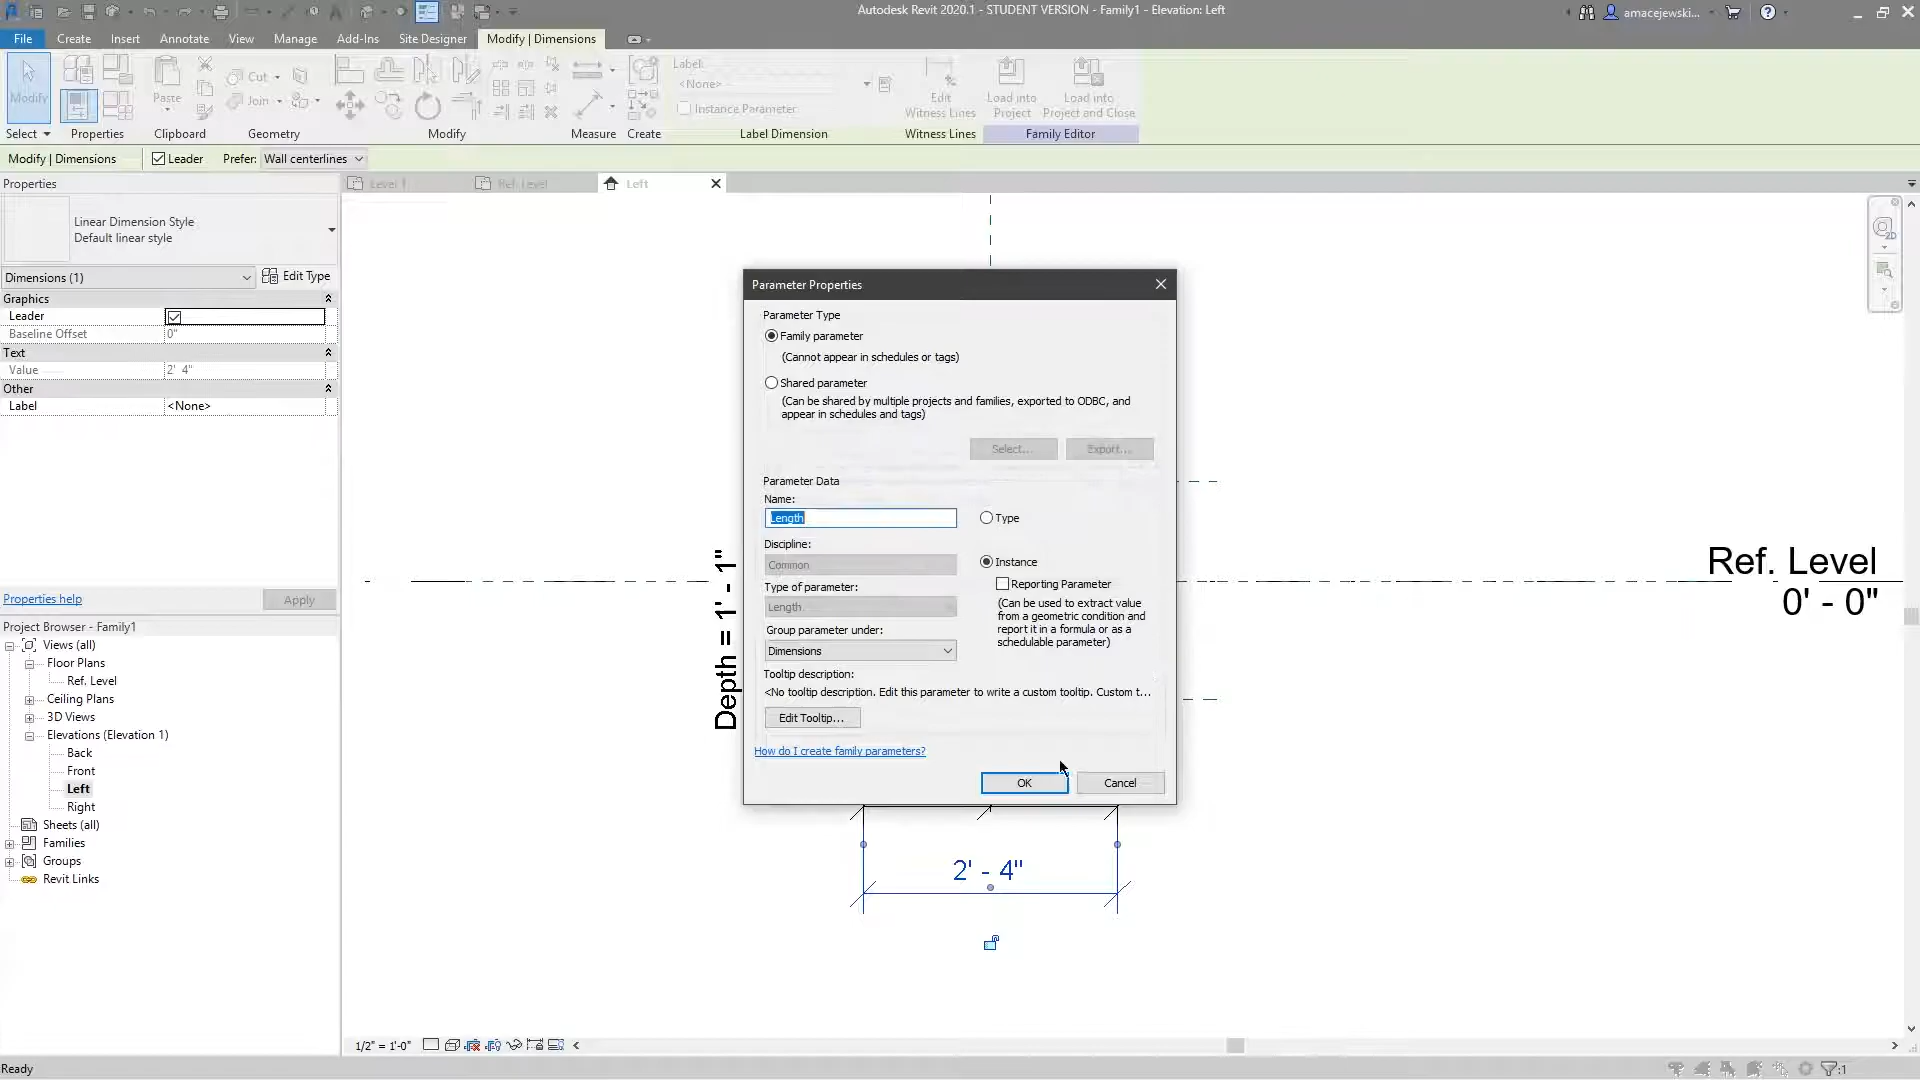 Autodesk Revit 2020.1 - STUDENT VERSION - Family1 - Elevation: Left
amacejewski...
File Create Insert Annotate View Manage Add-Ins Site Designer Modify | Dimensions
Modify
Paste
Cut
Join
Label:
<None>
Instance Parameter
Edit
Witness Lines
Load into
Project
Load into
Project and Close
Select Properties Clipboard Geometry Modify Measure Create Label Dimension Witness Lines Family Editor
Modify | Dimensions Leader Prefer: Wall centerlines
Properties
Level 1 Ref. Level Left
Linear Dimension Style
Default linear style
Dimensions (1) Edit Type
Graphics
Leader
Baseline Offset 0"
Text
Value 2' 4"
Other
Label <None>
Properties help Apply
Project Browser - Family1
Views (all)
Floor Plans
Ref. Level
Ceiling Plans
3D Views
Elevations (Elevation 1)
Back
Front
Left
Right
Sheets (all)
Families
Groups
Revit Links
Parameter Properties
Parameter Type
Family parameter
(Cannot appear in schedules or tags)
Shared parameter
(Can be shared by multiple projects and families, exported to ODBC, and
appear in schedules and tags)
Select... Export...
Parameter Data
Name:
Length
Type
Discipline:
Common
Instance
Reporting Parameter
(Can be used to extract value
from a geometric condition and
report it in a formula or as a
schedulable parameter)
Type of parameter:
Length
Group parameter under:
Dimensions
Tooltip description:
<No tooltip description. Edit this parameter to write a custom tooltip. Custom t...
Edit Tooltip...
How do I create family parameters?
OK Cancel
Depth = 1' - 1"
Ref. Level
0' - 0"
2' - 4"
1/2" = 1'-0"
Ready
:1